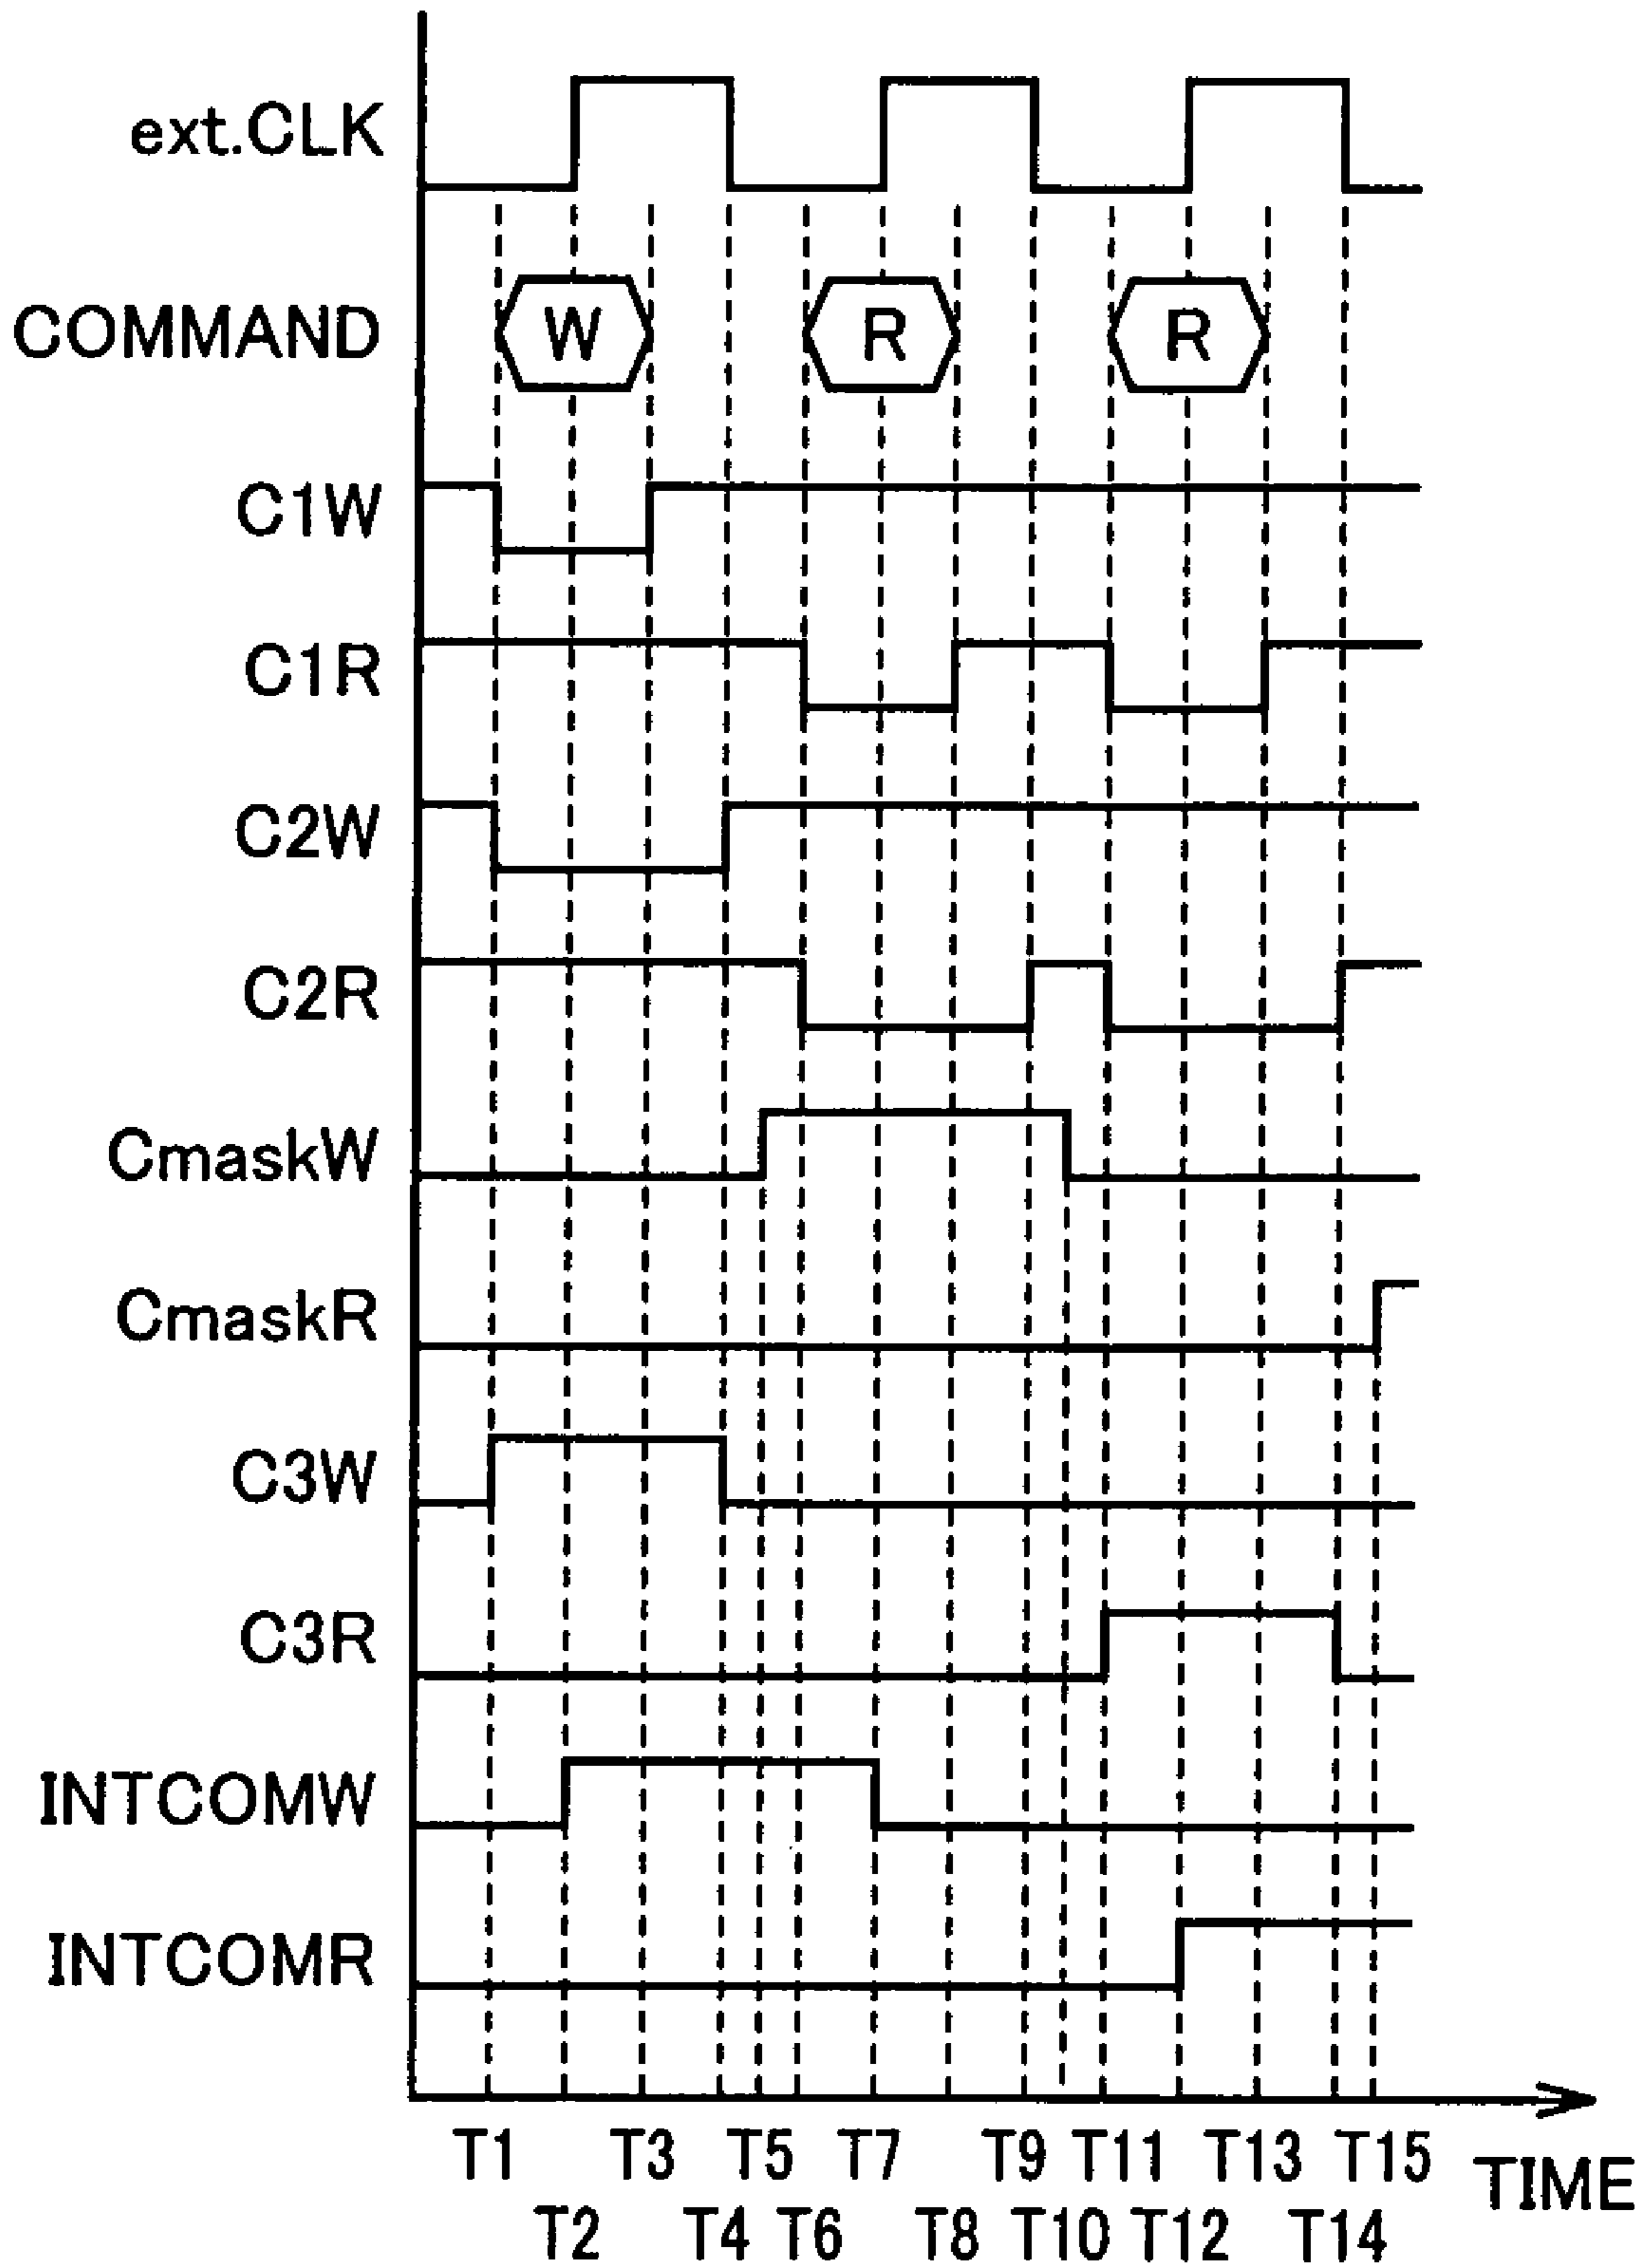 ext.CLK
COMMAND
W R R
C1W
C1R
C2W
C2R
CmaskW
CmaskR
C3W
C3R
INTCOMW
INTCOMR
T1 T3 T5 T7 T9 T11 T13 T15
TIME
T2 T4 T6 T8 T10 T12 T14